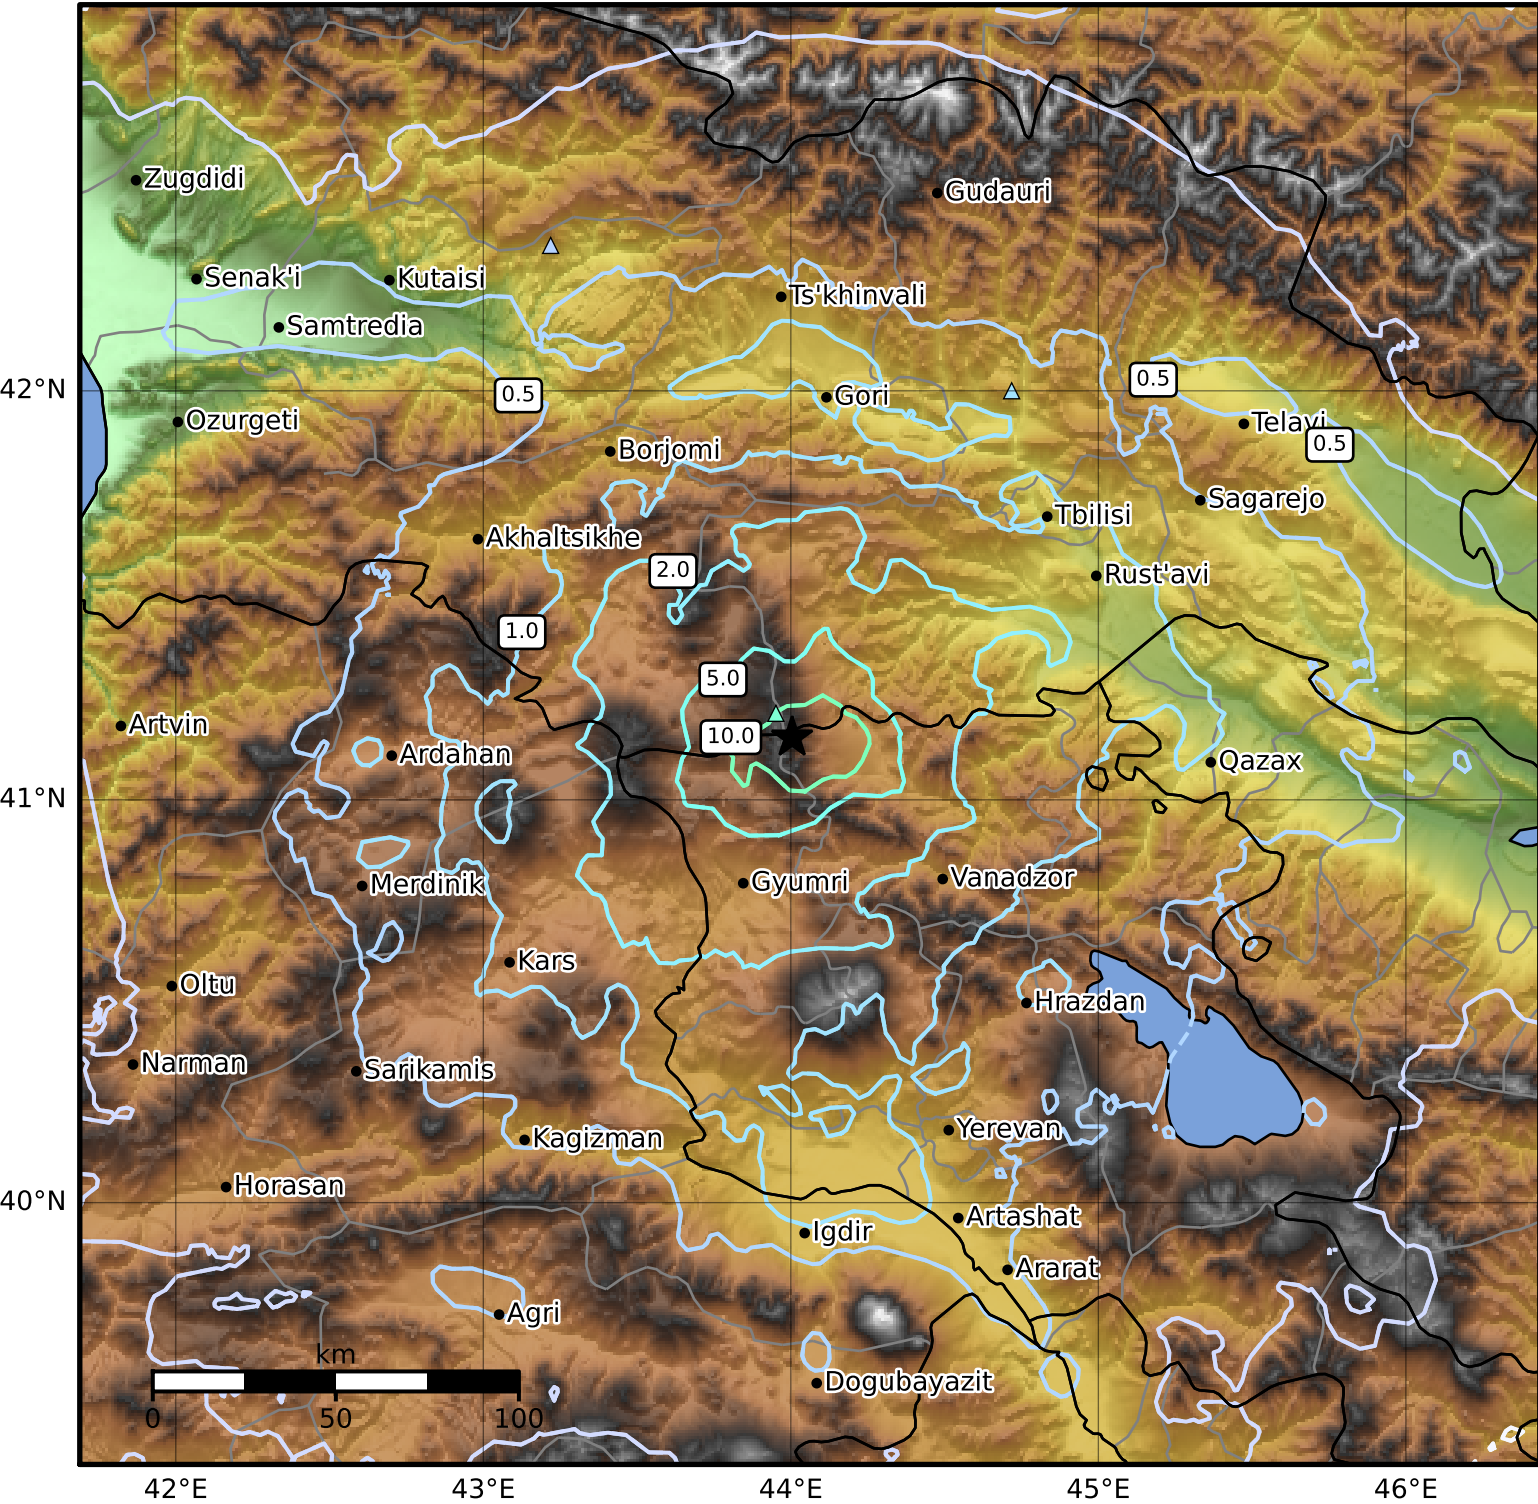 Zugdidi
Gudauri
Senak'i
Kutaisi
Ts'khinvali
Samtredia
42°N
0.5
0.5
Gori
Ozurgeti
Telavi
0.5
Borjomi
Sagarejo
Tbilisi
Akhaltsikhe
2.0
Rust'avi
1.0
5.0
Artvin
10.0
Ardahan
Qazax
41°N
Merdinik
Gyumri
Vanadzor
Kars
Oltu
Hrazdan
Narman
Sarikamis
Kagizman
Yerevan
Horasan
40°N
Artashat
Igdir
Ararat
Agri
km
Dogubayazit
0 50 100
42°E 43°E 44°E 45°E 46°E